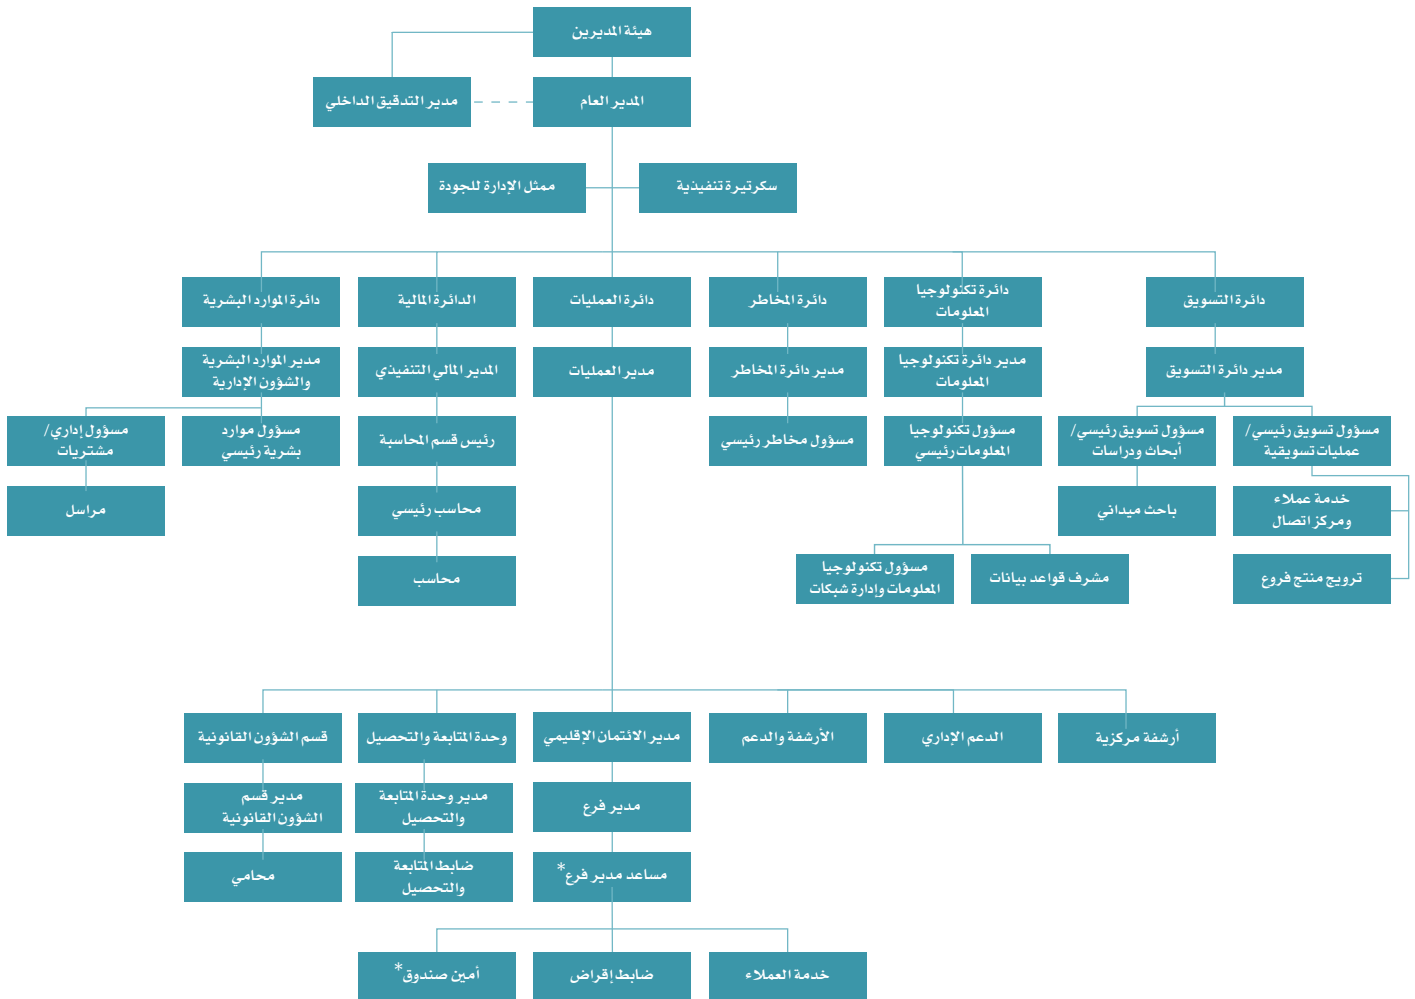 هيئة المديرين
المدير العام
مدير التدقيق الداخلي
سكرتيرة تنفيذية
ممثل الإدارة للجودة
دائرة التسويق
دائرة تكنولوجيا
المعلومات
دائرة المخاطر
دائرة العمليات
الدائرة المالية
دائرة الموارد البشرية
مدير دائرة التسويق
مدير دائرة تكنولوجيا
المعلومات
مدير دائرة المخاطر
مدير العمليات
المدير المالي التنفيذي
مدير الموارد البشرية
والشؤون الإدارية
مسؤول تسويق رئيسي/
عمليات تسويقية
مسؤول تسويق رئيسي/
أبحاث ودراسات
مسؤول تكنولوجيا
المعلومات رئيسي
مسؤول مخاطر رئيسي
رئيس قسم المحاسبة
مسؤول موارد
بشرية رئيسي
مسؤول إداري/
مشتريات
خدمة عملاء
ومركز اتصال
باحث ميداني
محاسب رئيسي
مراسل
ترويج منتج فروع
مشرف قواعد بيانات
مسؤول تكنولوجيا
المعلومات وإدارة شبكات
محاسب
أرشفة مركزية
الدعم الإداري
الأرشفة والدعم
مدير الائتمان الإقليمي
وحدة المتابعة والتحصيل
قسم الشؤون القانونية
مدير فرع
مدير وحدة المتابعة
والتحصيل
مدير قسم
الشؤون القانونية
مساعد مدير فرع*
ضابط المتابعة
والتحصيل
محامي
خدمة العملاء
ضابط إقراض
أمين صندوق*